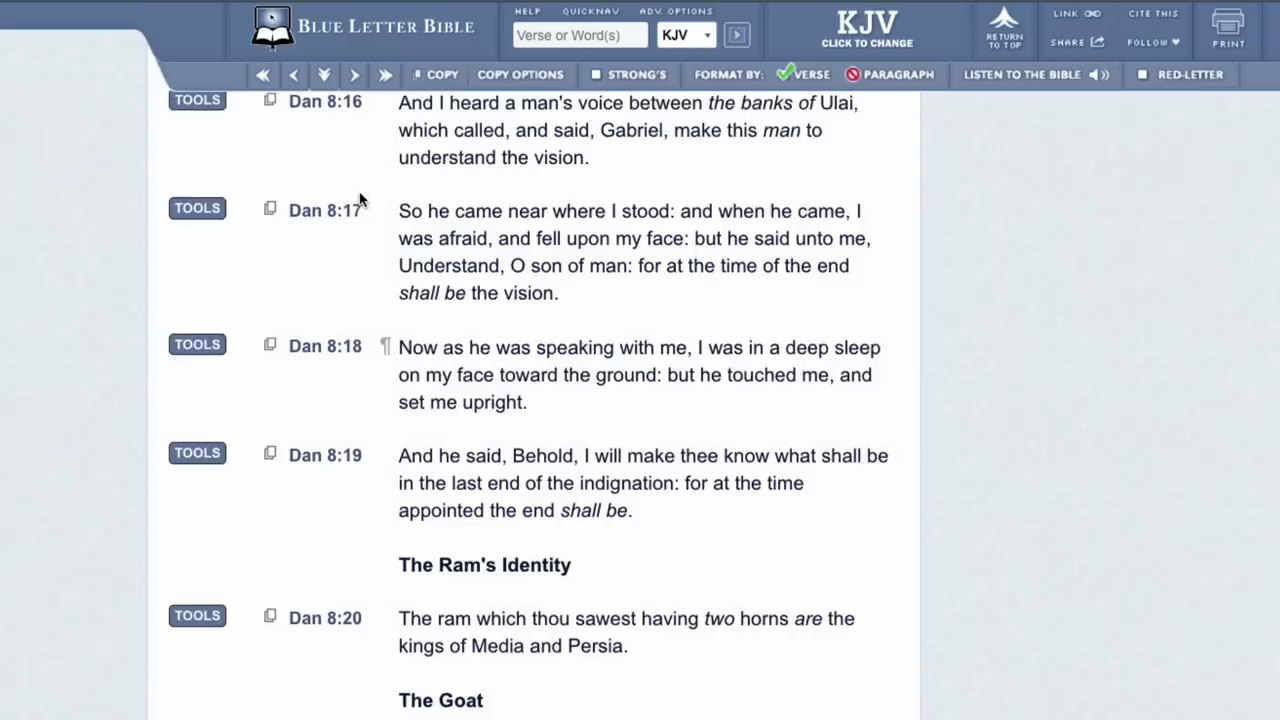 BLUE LETTER BIBLE
HELP QUICKNAV ADV. OPTIONS
Verse or Word(s) KJV
KJV
CLICK TO CHANGE
RETURN
TO TOP
LINK CITE THIS
SHARE FOLLOW
PRINT
COPY COPY OPTIONS STRONG'S FORMAT BY: VERSE PARAGRAPH LISTEN TO THE BIBLE RED-LETTER
TOOLS Dan 8:16 And I heard a man's voice between the banks of Ulai,
which called, and said, Gabriel, make this man to
understand the vision.
TOOLS Dan 8:17 So he came near where I stood: and when he came, I
was afraid, and fell upon my face: but he said unto me,
Understand, O son of man: for at the time of the end
shall be the vision.
TOOLS Dan 8:18 ¶ Now as he was speaking with me, I was in a deep sleep
on my face toward the ground: but he touched me, and
set me upright.
TOOLS Dan 8:19 And he said, Behold, I will make thee know what shall be
in the last end of the indignation: for at the time
appointed the end shall be.
The Ram's Identity
TOOLS Dan 8:20 The ram which thou sawest having two horns are the
kings of Media and Persia.
The Goat